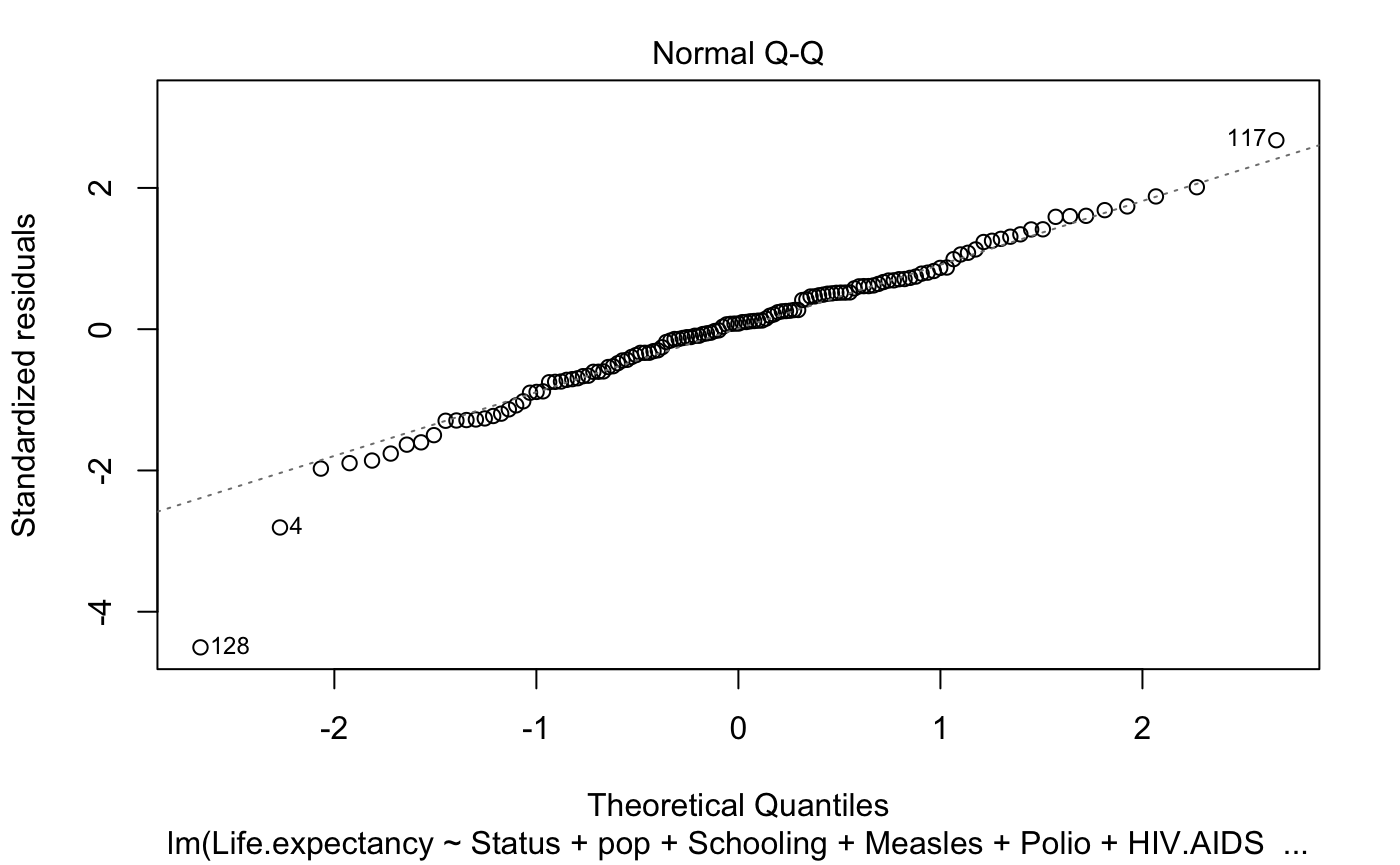 Normal Q-Q
117
2
0
-2
-4
Standardized residuals
4
128
-2 -1 0 1 2
Theoretical Quantiles
lm(Life.expectancy ~ Status + pop + Schooling + Measles + Polio + HIV.AIDS ...